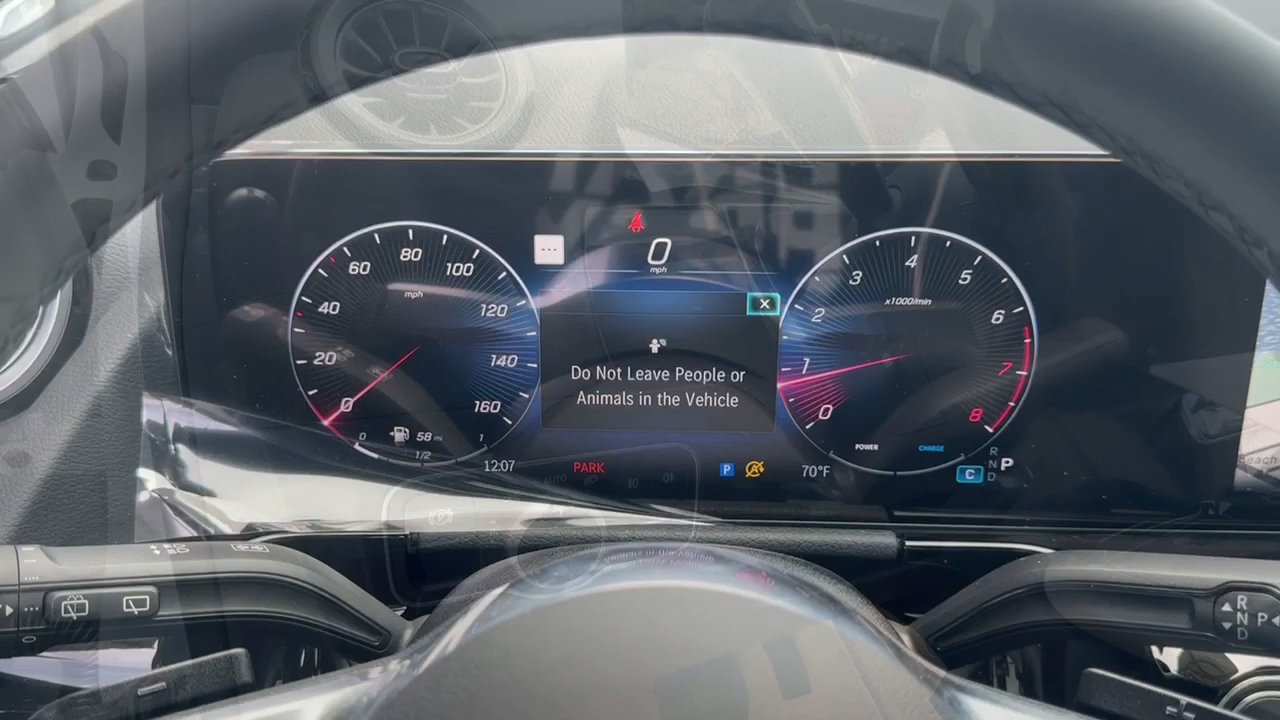 0
mph
60
80
100
40
120
20
140
0
160
mph
0
58 mi
1
1/2
Do Not Leave People or
Animals in the Vehicle
4
3
5
x1000/min
2
6
1
7
0
8
POWER
CHARGE
12:07
PARK
P
70°F
C
R
N
D
P
AUTO
each
R
N
D
P